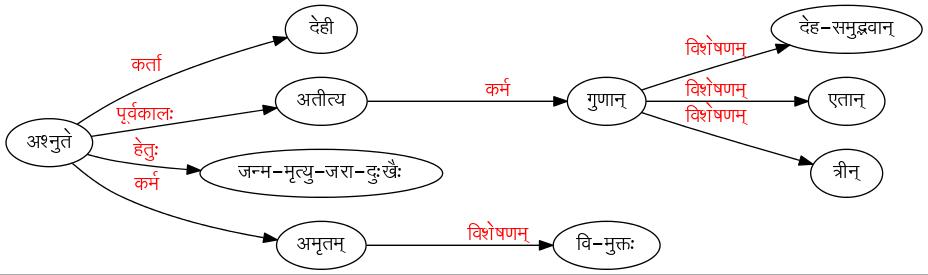 देही
देह-समुद्भवान्
कर्ता
विशेषणम्
अतीत्य
कर्म
गुणान्
विशेषणम्
एतान्
पूर्वकालः
विशेषणम्
अश्नुते
हेतुः
जन्म-मृत्यु-जरा-दुःखैः
त्रीन्
कर्म
अमृतम्
विशेषणम्
वि-मुक्तः